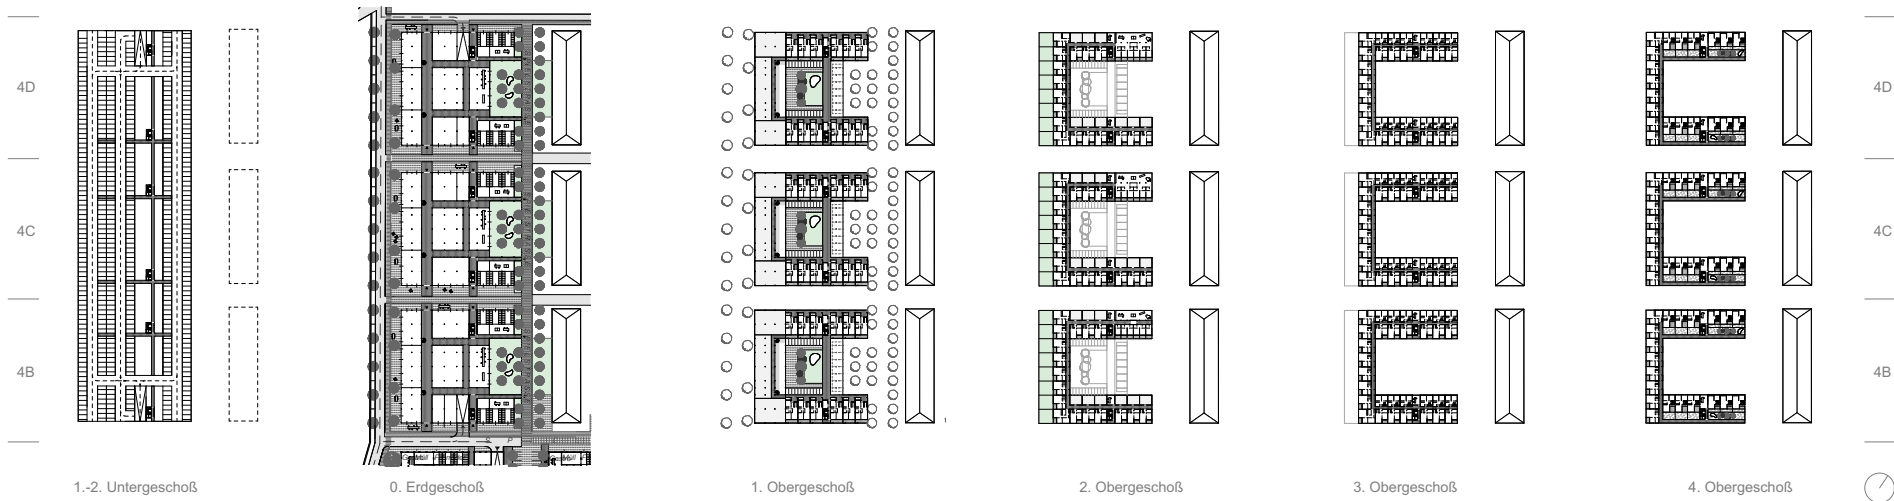 4D
4D
4C
4C
4B
4B
1
1.-2. Untergeschoß
0. Erdgeschoß
1. Obergeschoß
2. Obergeschoß
3. Obergeschoß
4. Obergeschoß